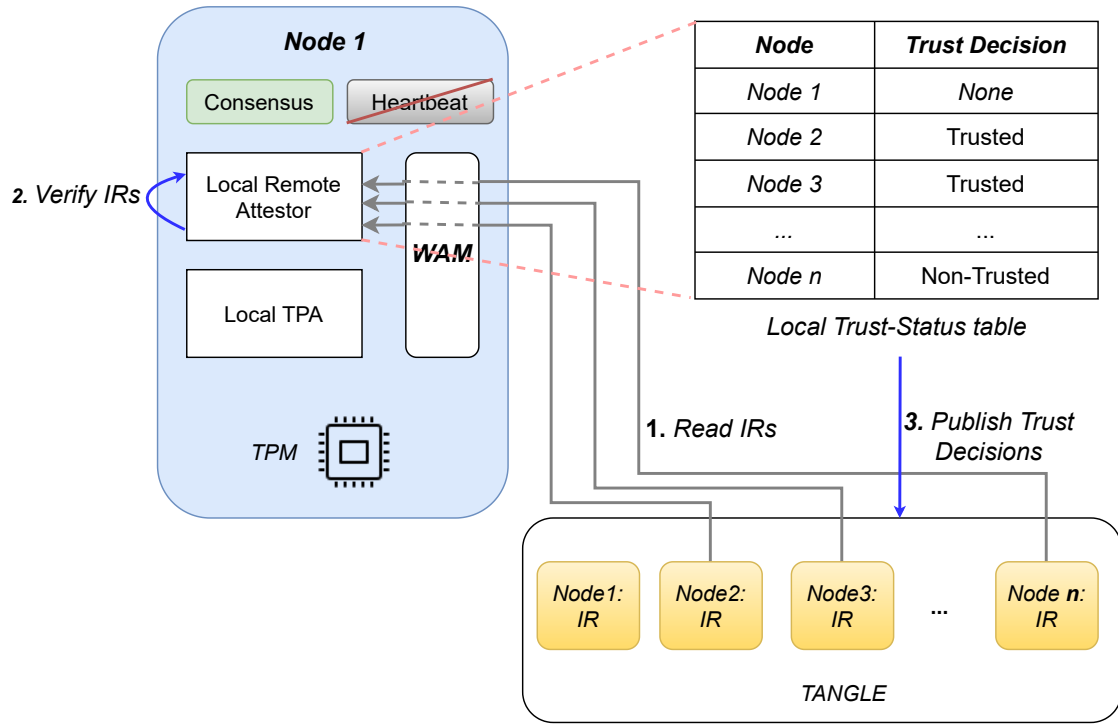 Node 1
Consensus
Heartbeat
2. Verify IRs
Local Remote
Attestor
WAM
Local TPA
TPM
Node Trust Decision
Node 1 None
Node 2 Trusted
Node 3 Trusted
... ...
Node n Non-Trusted
Local Trust-Status table
1. Read IRs
3. Publish Trust
Decisions
Node1:
IR
Node2:
IR
Node3:
IR
...
Node n:
IR
TANGLE